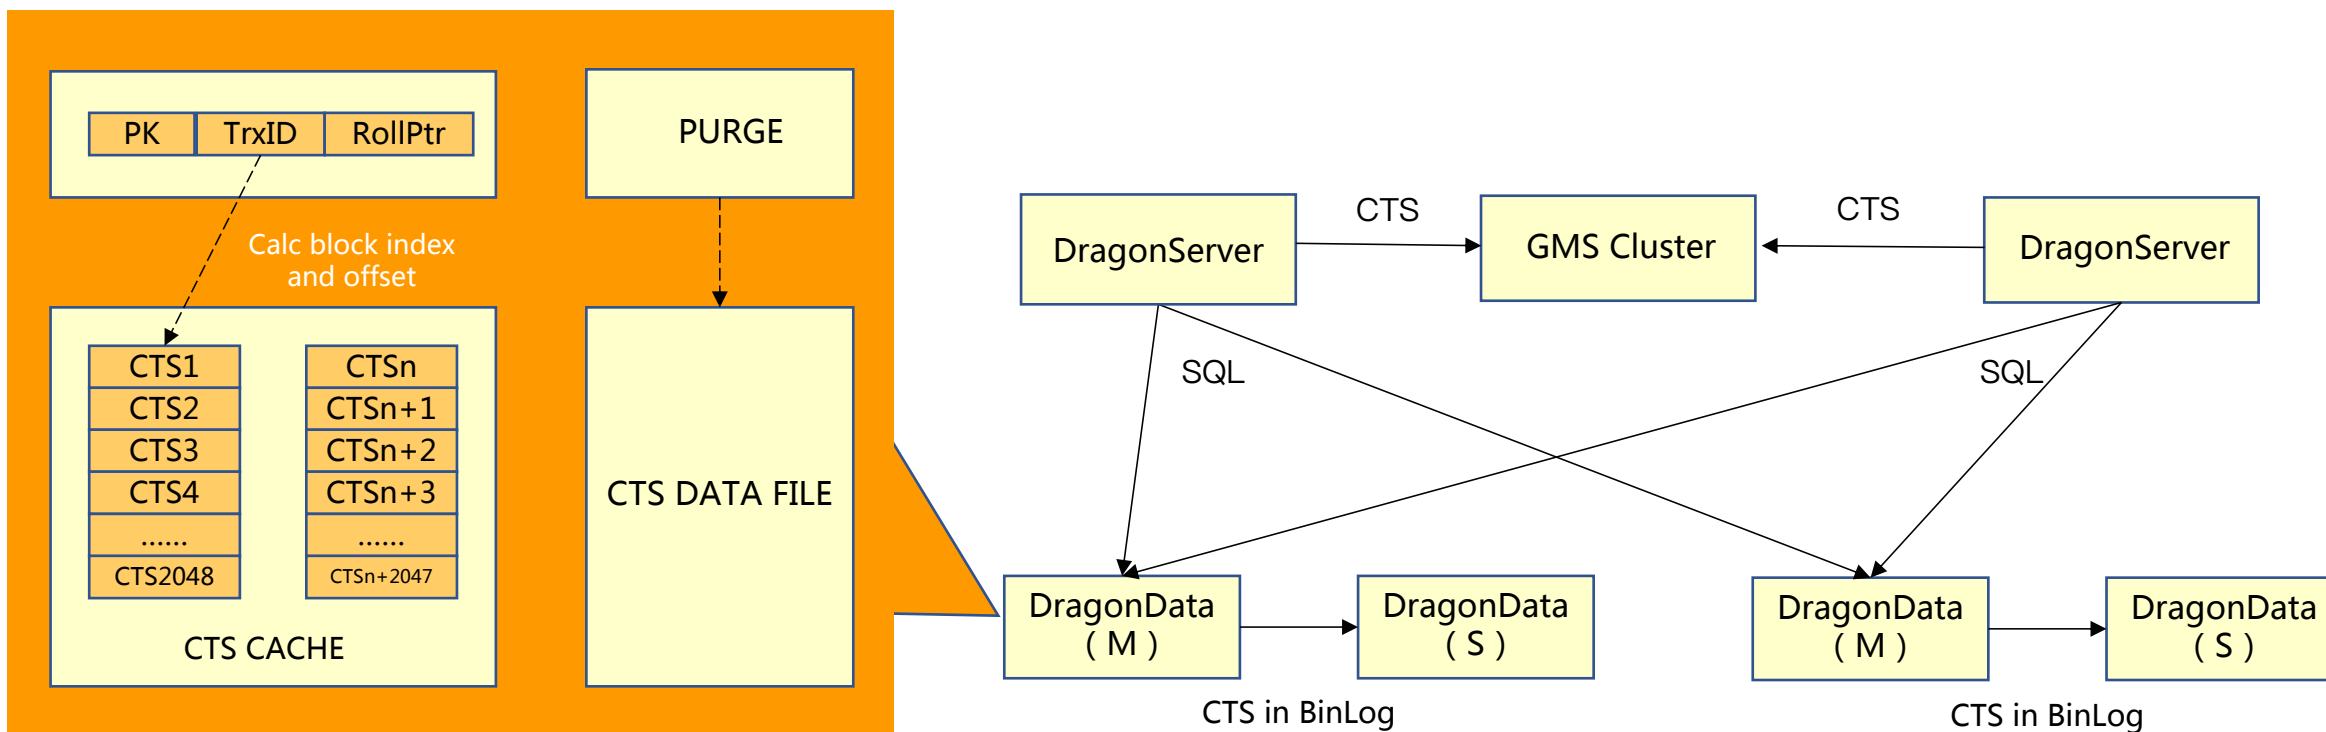 PK TrxID RollPtr
PURGE
Calc block index
and offset
CTS1
CTS2
CTS3
CTS4
......
CTS2048
CTSn
CTSn+1
CTSn+2
CTSn+3
......
CTSn+2047
CTS CACHE
CTS DATA FILE
DragonServer
CTS
GMS Cluster
CTS
DragonServer
SQL
SQL
DragonData
( M )
DragonData
( S )
CTS in BinLog
DragonData
( M )
DragonData
( S )
CTS in BinLog